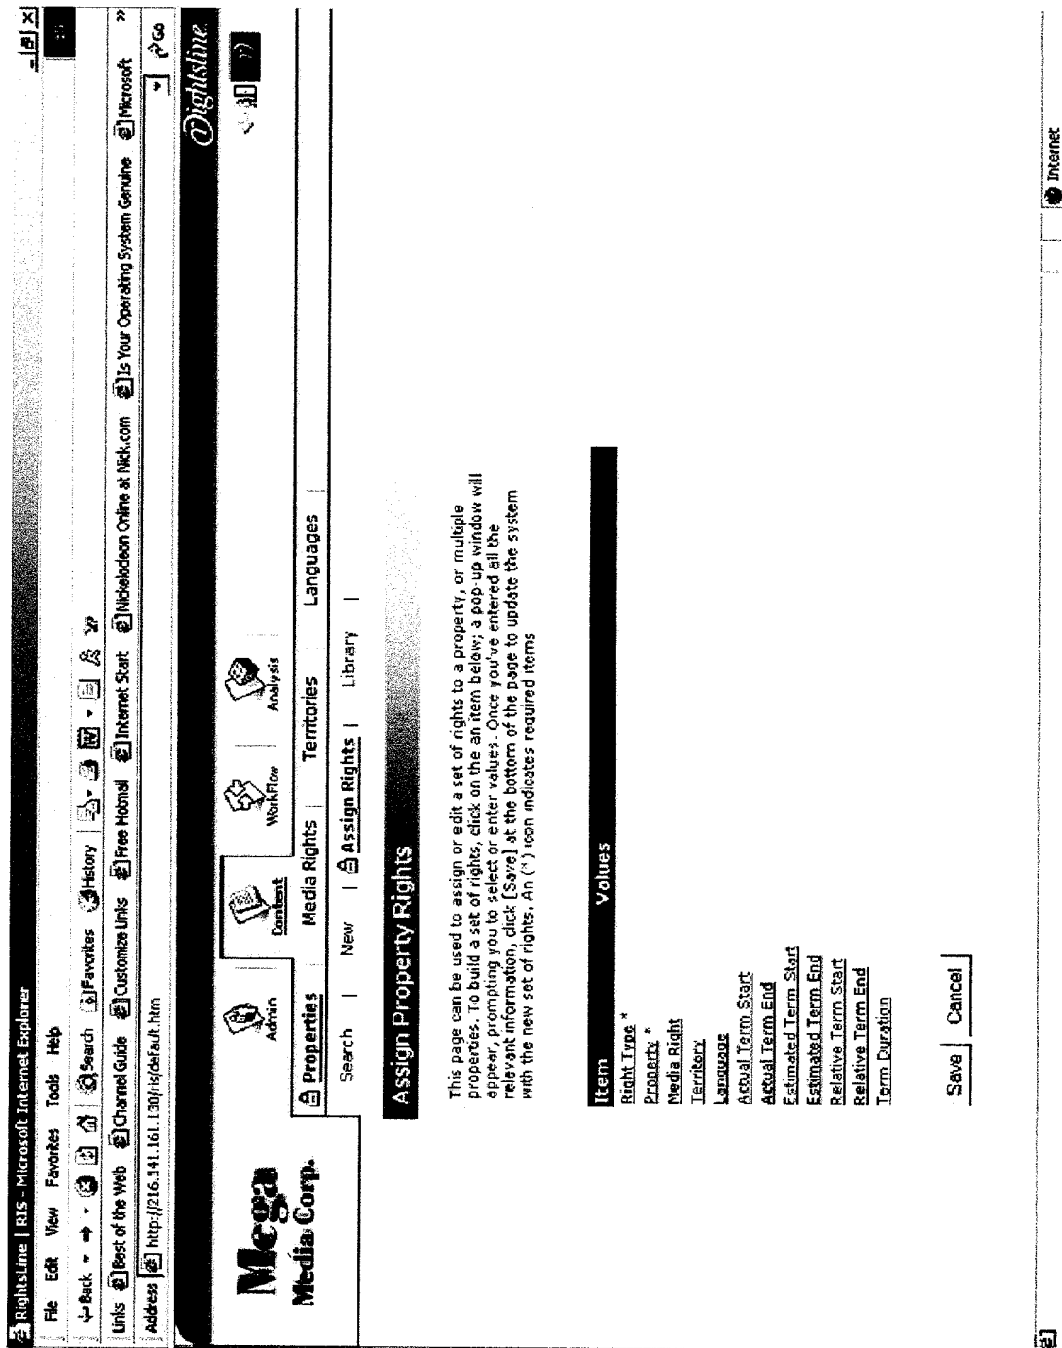 RightsLine | RIS - Microsoft Internet Explorer
File Edit View Favorites Tools Help
Back Search Favorites History
Links Best of the Web Channel Guide Customize Links Free Hotmail Internet Start Nickelodeon Online at Nick.com Is Your Operating System Genuine Microsoft »
Address http://216.141.161.130/ris/default.htm Go
Rightsline
Mega
Media Corp.
Admin Content WorkFlow Analysis
Properties Media Rights | Territories Languages
Search | New | Assign Rights | Library |
Assign Property Rights
This page can be used to assign or edit a set of rights to a property, or multiple
properties. To build a set of rights, click on the an item below; a pop-up window will
appear, prompting you to select or enter values. Once you've entered all the
relevant information, click [Save] at the bottom of the page to update the system
with the new set of rights. An (*) icon indicates required items
Item Values
Right Type *
Property *
Media Right
Territory
Language
Actual Term Start
Actual Term End
Estimated Term Start
Estimated Term End
Relative Term Start
Relative Term End
Term Duration
Save Cancel
Internet